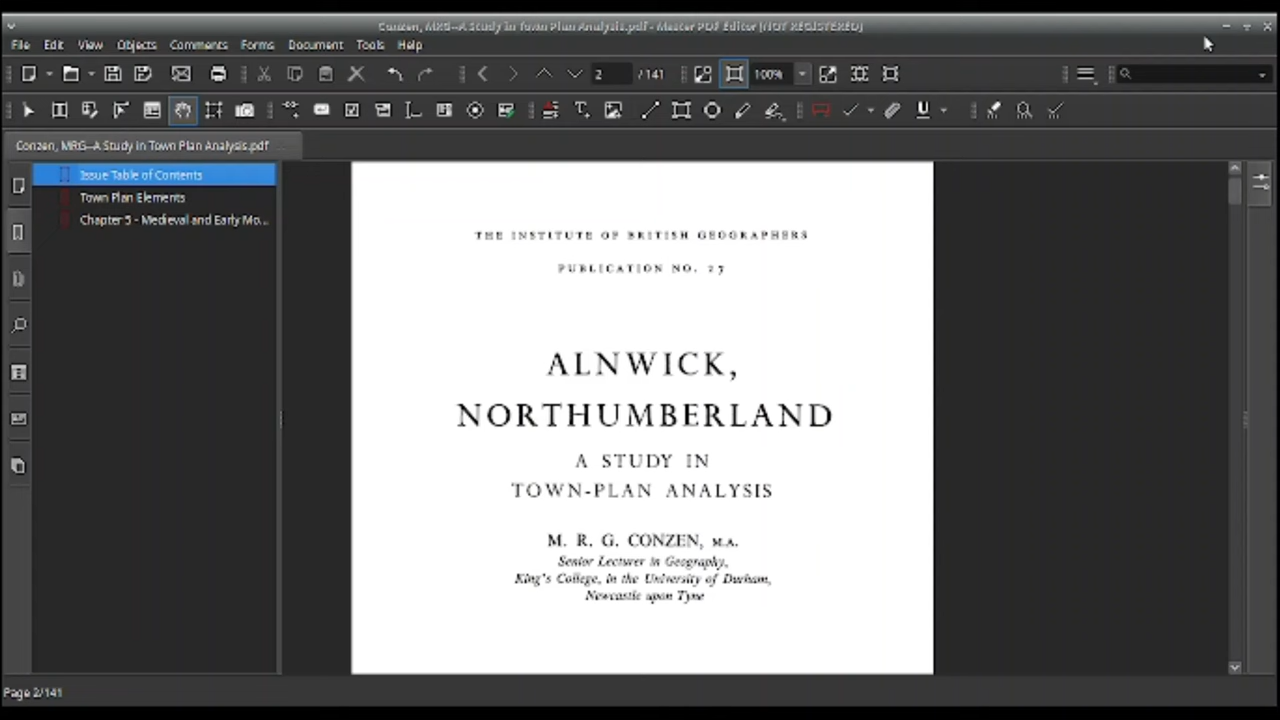 Conzen, MRG--A Study in Town Plan Analysis.pdf - Master PDF Editor [NOT REGISTERED]
File Edit View Objects Comments Forms Document Tools Help
2 / 141 100%
Conzen, MRG--A Study in Town Plan Analysis.pdf
Issue Table of Contents
Town Plan Elements
Chapter 5 - Medieval and Early Mo...
THE INSTITUTE OF BRITISH GEOGRAPHERS
PUBLICATION NO. 27
ALNWICK,
NORTHUMBERLAND
A STUDY IN
TOWN-PLAN ANALYSIS
M. R. G. CONZEN, M.A.
Senior Lecturer in Geography,
King's College, in the University of Durham,
Newcastle upon Tyne
Page 2/141